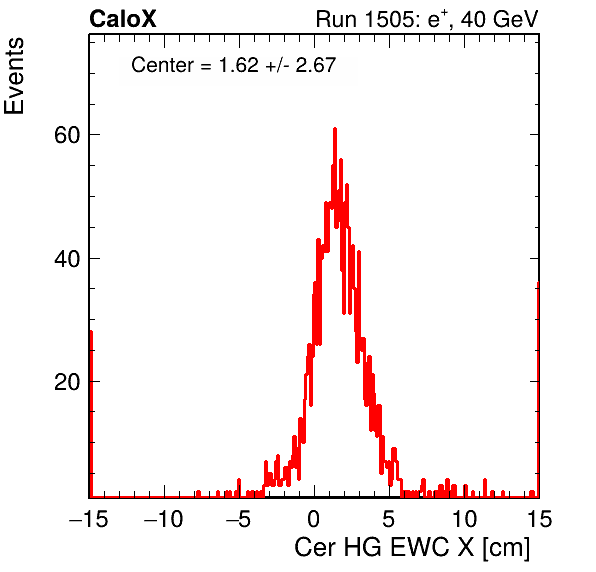 CaloX
Run 1505: e+, 40 GeV
Events
Center = 1.62 +/- 2.67
60
40
20
−15 −10 −5 0 5 10 15
Cer HG EWC X [cm]